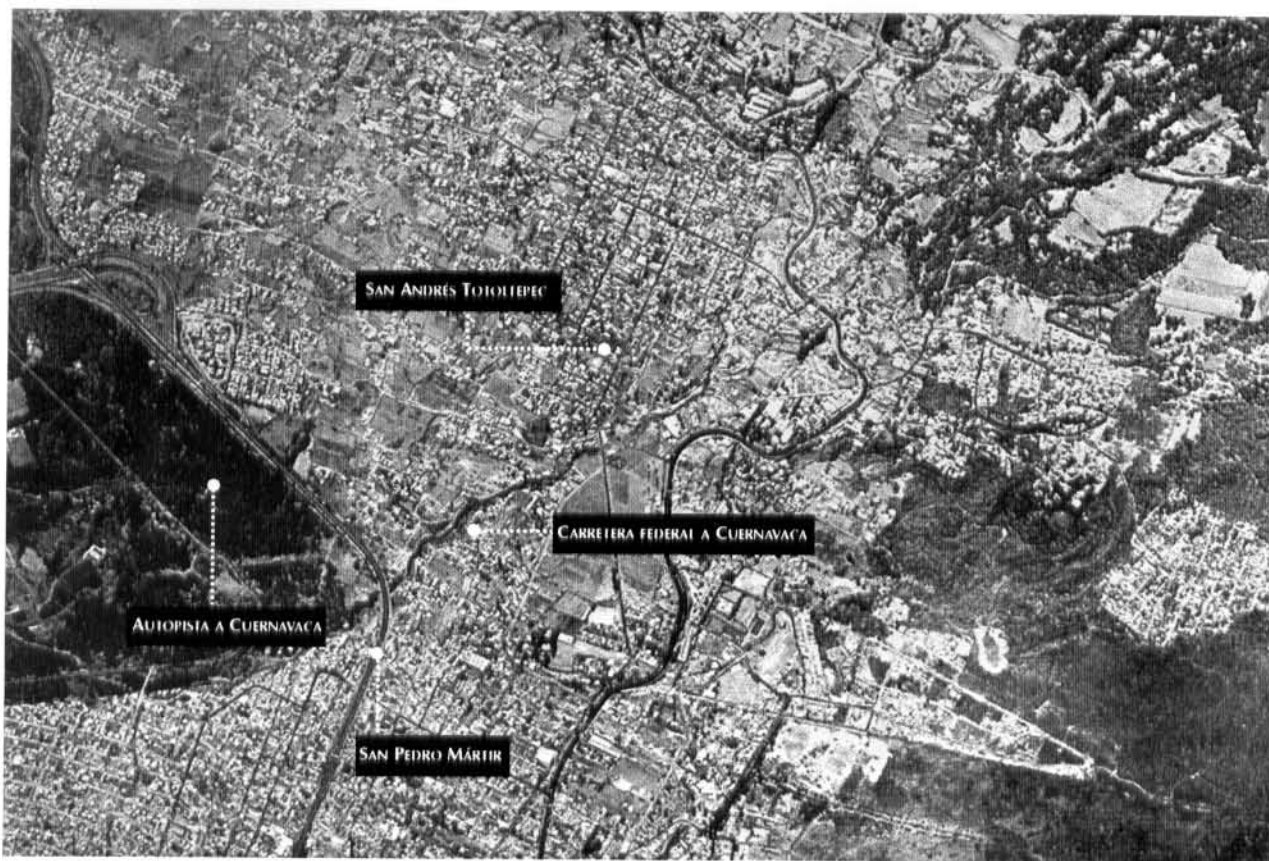 SAN ANDRÉS TOTOLTEPEC
CARRETERA FEDERAL A CUERNAVACA
AUTOPISTA A CUERNAVACA
SAN PEDRO MÁRTIR